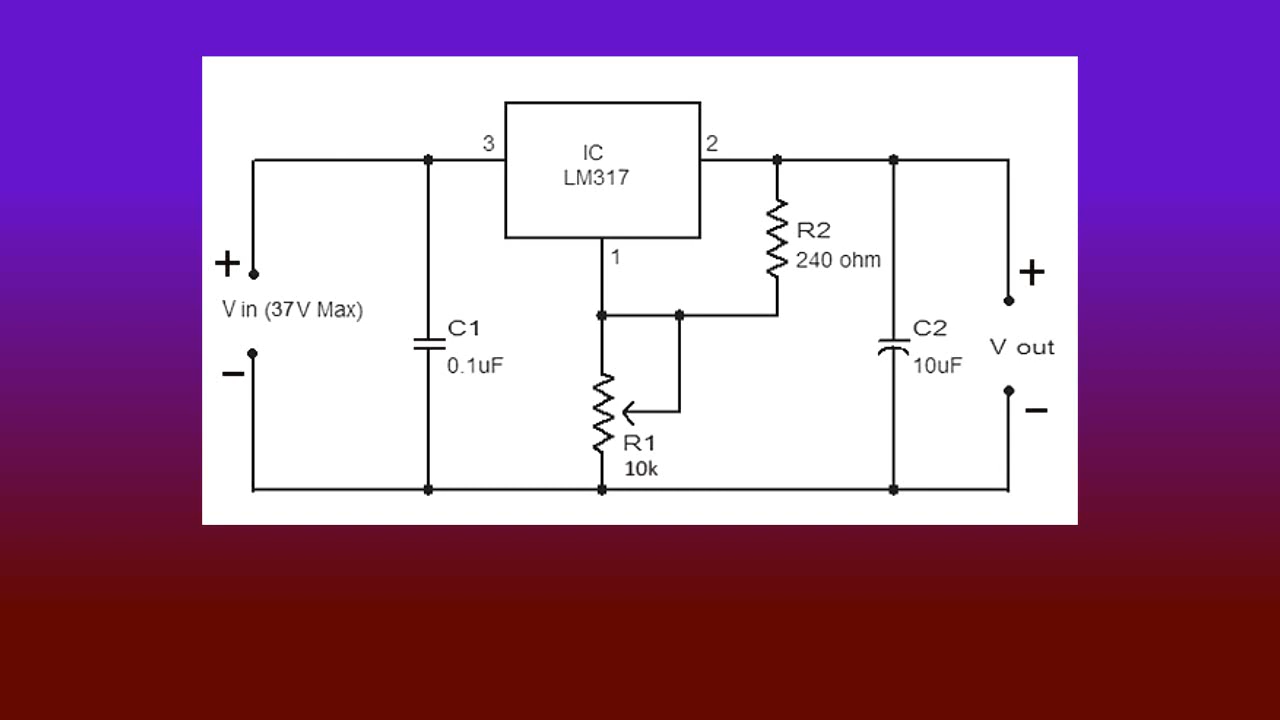 3
IC
LM317
2
1
R2
240 ohm
+
V in (37V Max)
−
C1
0.1uF
R1
10k
C2
10uF
+
V out
−